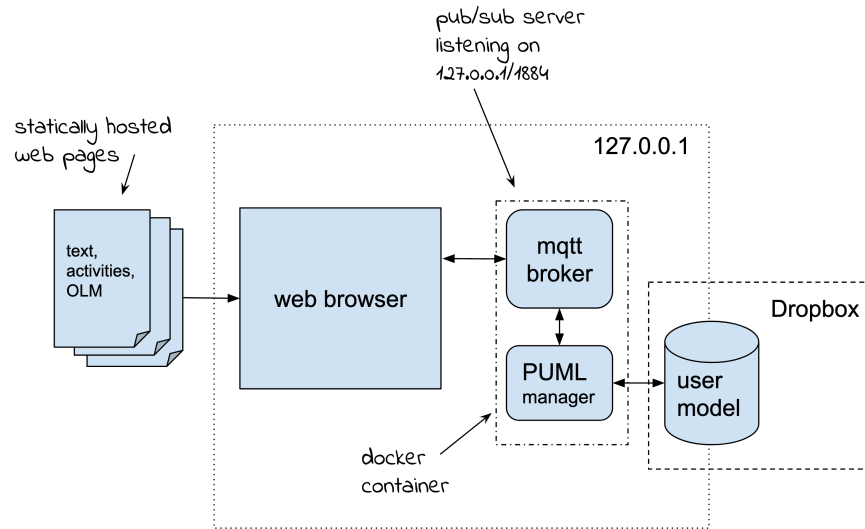 pub/sub server
listening on
127.0.0.1/1884
statically hosted
web pages
127.0.0.1
text,
activities,
OLM
web browser
mqtt
broker
Dropbox
PUML
manager
user
model
docker
container